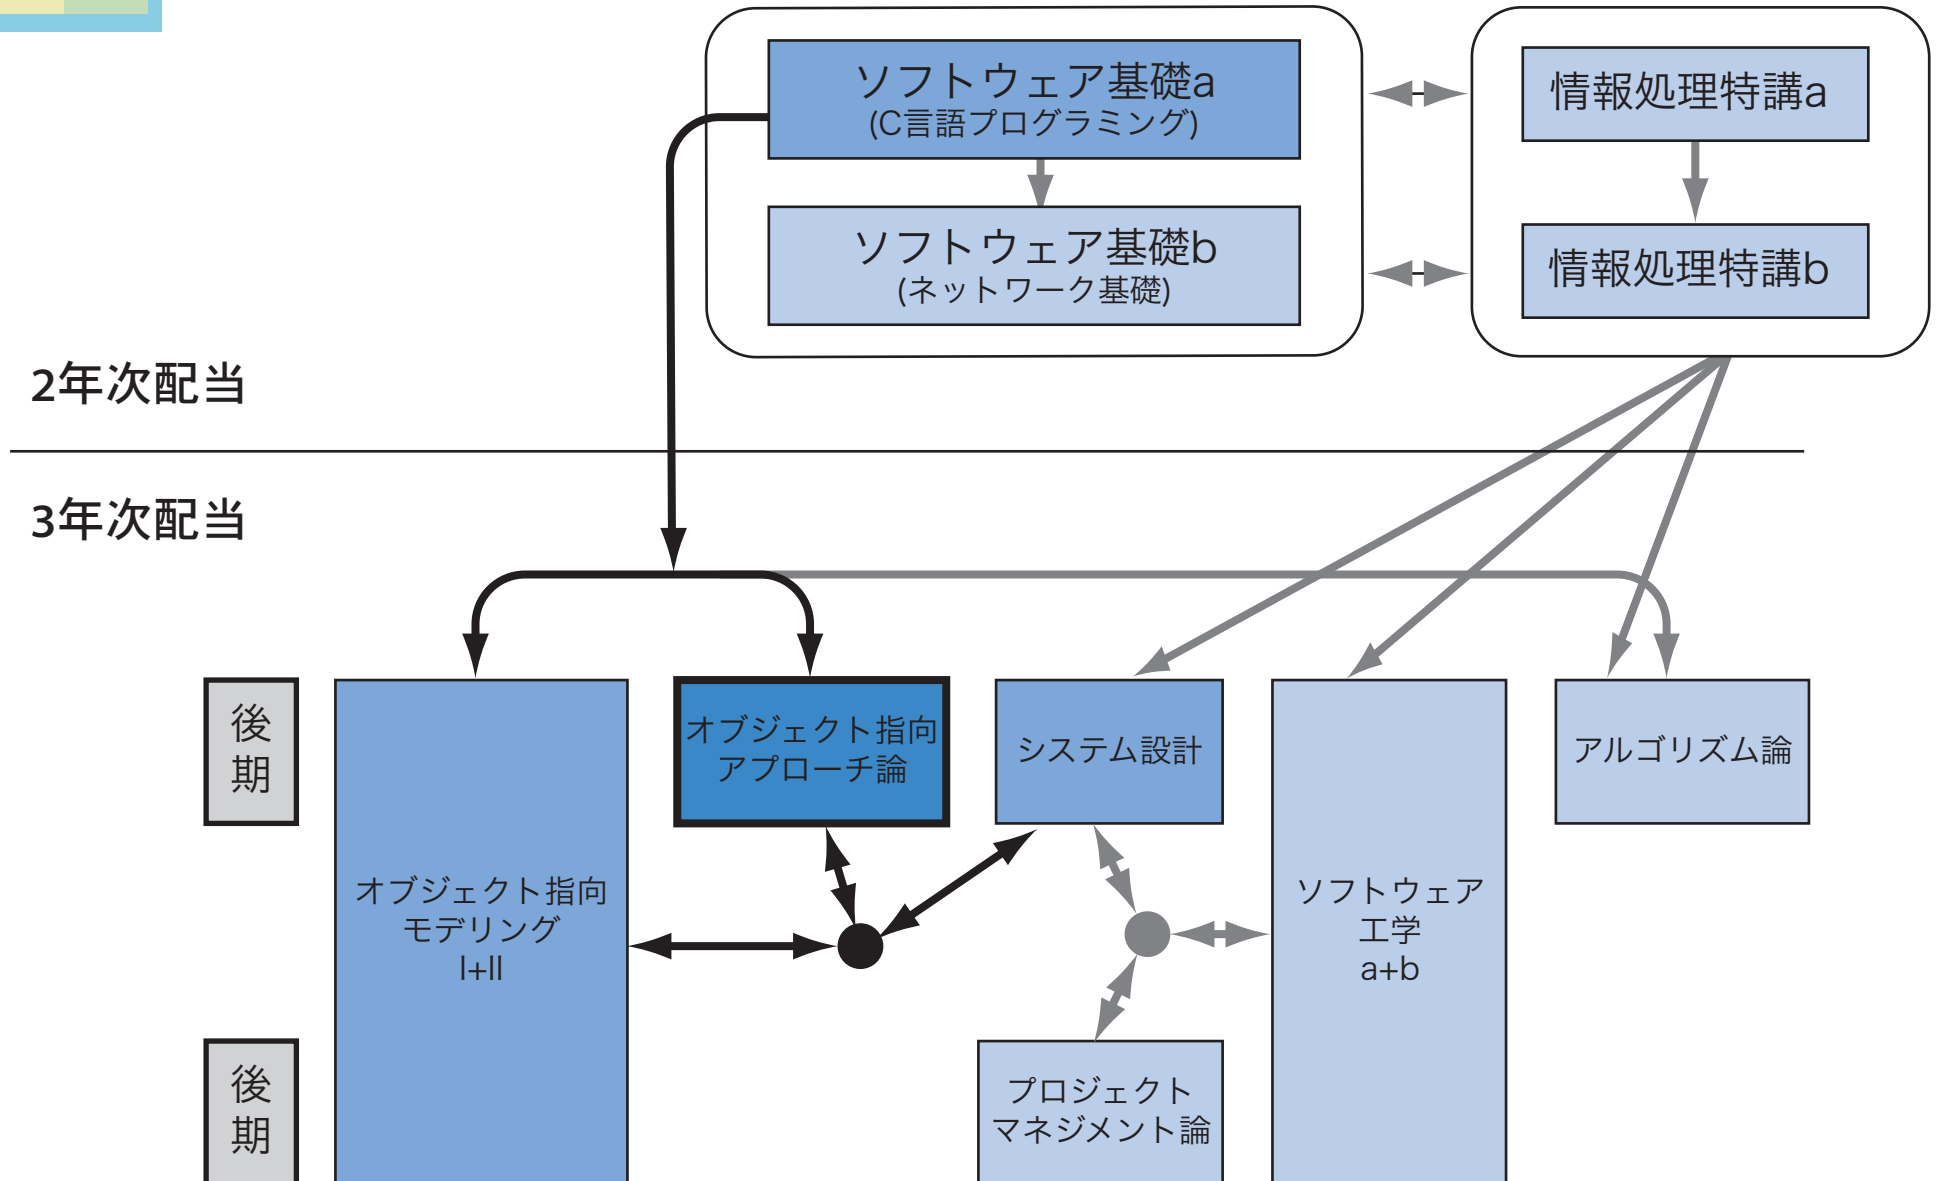 ソフトウェア基礎a
(C言語プログラミング)
ソフトウェア基礎b
(ネットワーク基礎)
情報処理特講a
情報処理特講b
2年次配当
3年次配当
後
期
オブジェクト指向
アプローチ論
システム設計
アルゴリズム論
オブジェクト指向
モデリング
I+II
ソフトウェア
工学
a+b
後
期
プロジェクト
マネジメント論